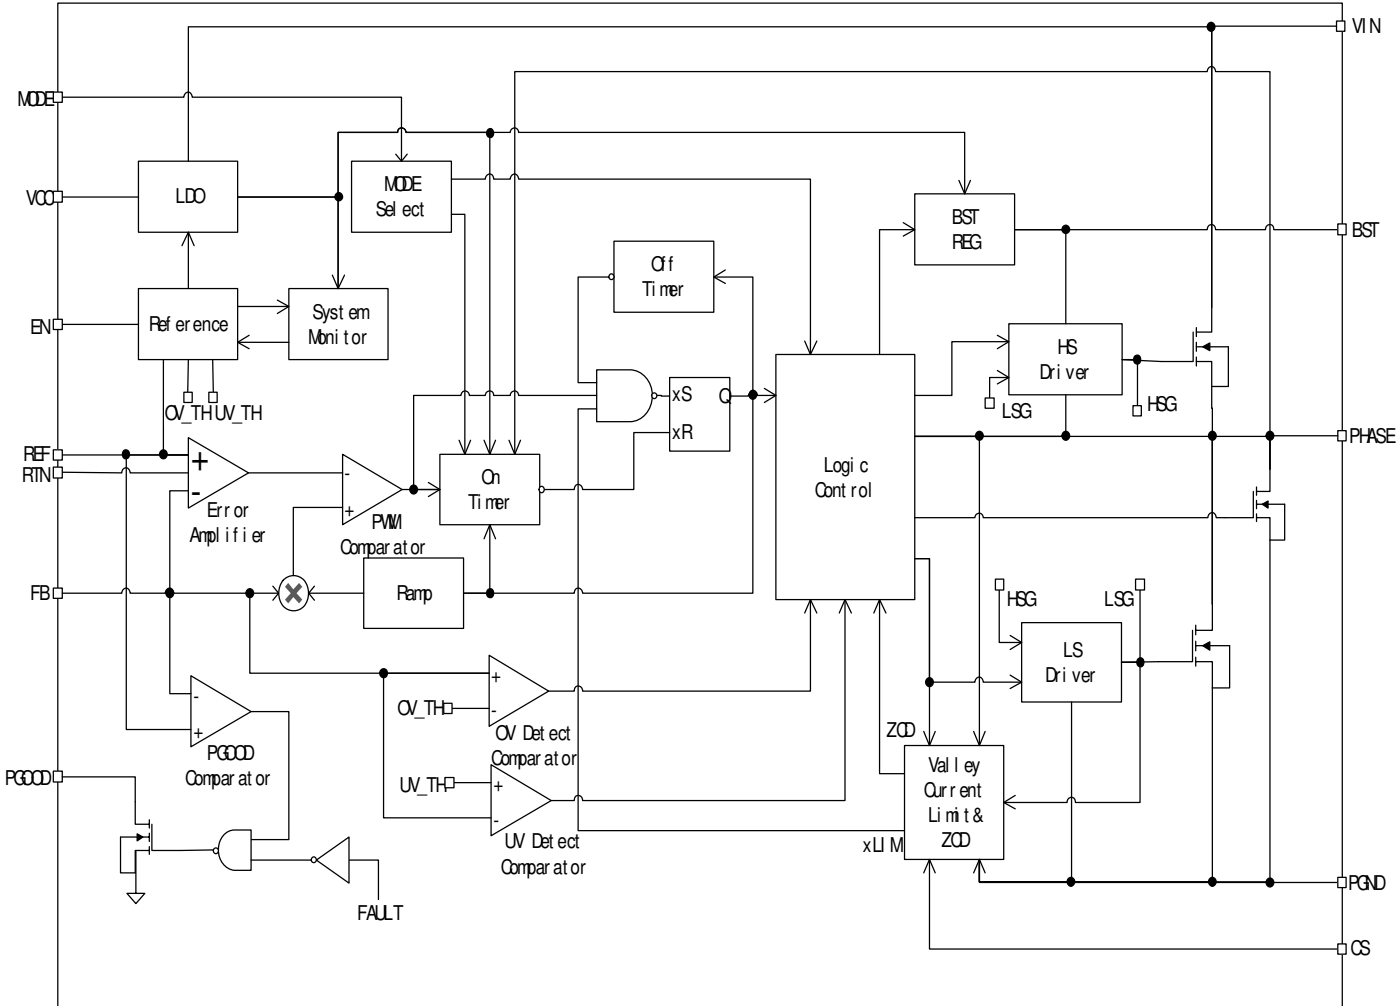 VIN
MODE
LDO
VCC
MODE
Select
BST
REG
BST
Off
Timer
EN
Reference
System
Monitor
HS
Driver
OV_TH
UV_TH
LSG
HSG
xS
Q
xR
REF
RTN
+
-
Error
Amplifier
-
+
PWM
Comparator
On
Timer
Logic
Control
PHASE
FB
Ramp
HSG
LSG
LS
Driver
-
+
PGOOD
Comparator
+
-
OV_TH
OV Detect
Comparator
ZCD
Valley
Current
Limit&
ZCD
xLIM
PGOOD
UV_TH
+
-
UV Detect
Comparator
FAULT
PGND
CS